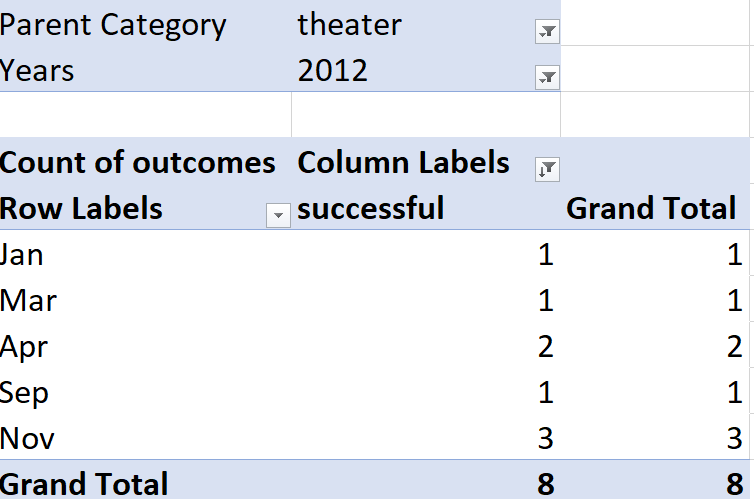 Parent Category theater
Years 2012
Count of outcomes Column Labels
Row Labels successful Grand Total
Jan 1 1
Mar 1 1
Apr 2 2
Sep 1 1
Nov 3 3
Grand Total 8 8